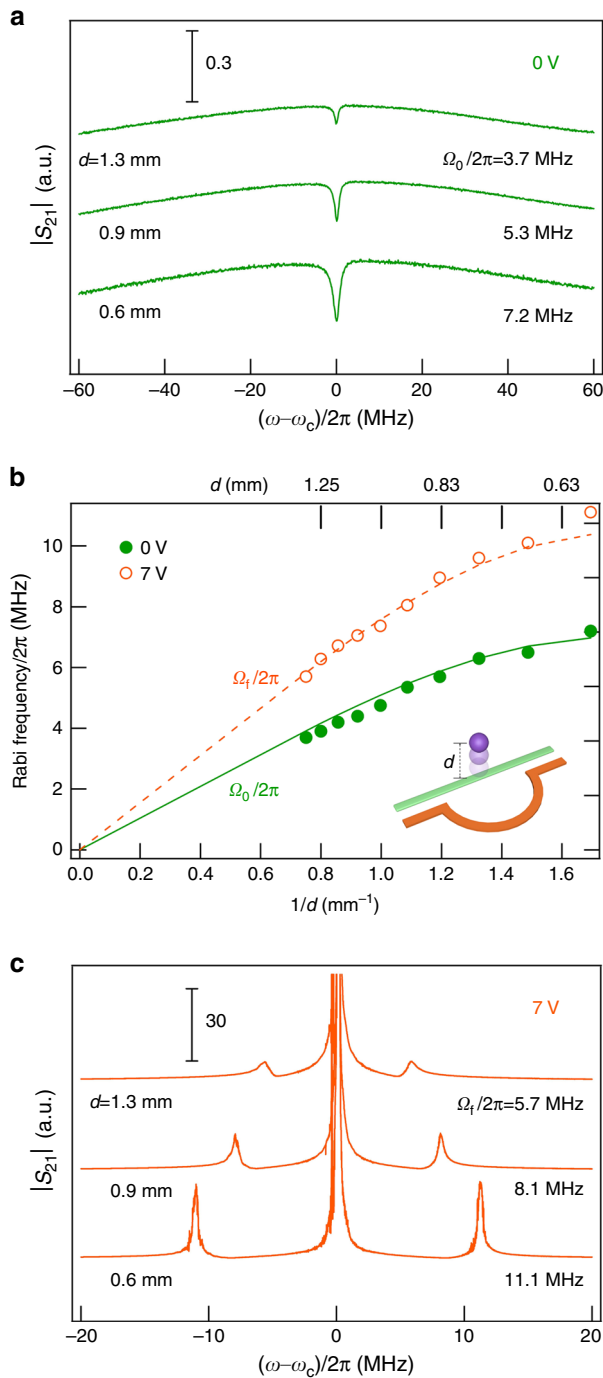 a
0.3
0 V
|S21| (a.u.)
d=1.3 mm
Ω0/2π=3.7 MHz
0.9 mm
5.3 MHz
0.6 mm
7.2 MHz
−60 −40 −20 0 20 40 60
(ω−ωc)/2π (MHz)
b
d (mm) 1.25 0.83 0.63
10
8
6
4
2
0
Rabi frequency/2π (MHz)
0 V
7 V
Ωf/2π
Ω0/2π
d
0.0 0.2 0.4 0.6 0.8 1.0 1.2 1.4 1.6
1/d (mm−1)
c
30
7 V
|S21| (a.u.)
d=1.3 mm
Ωf/2π=5.7 MHz
0.9 mm
8.1 MHz
0.6 mm
11.1 MHz
−20 −10 0 10 20
(ω−ωc)/2π (MHz)